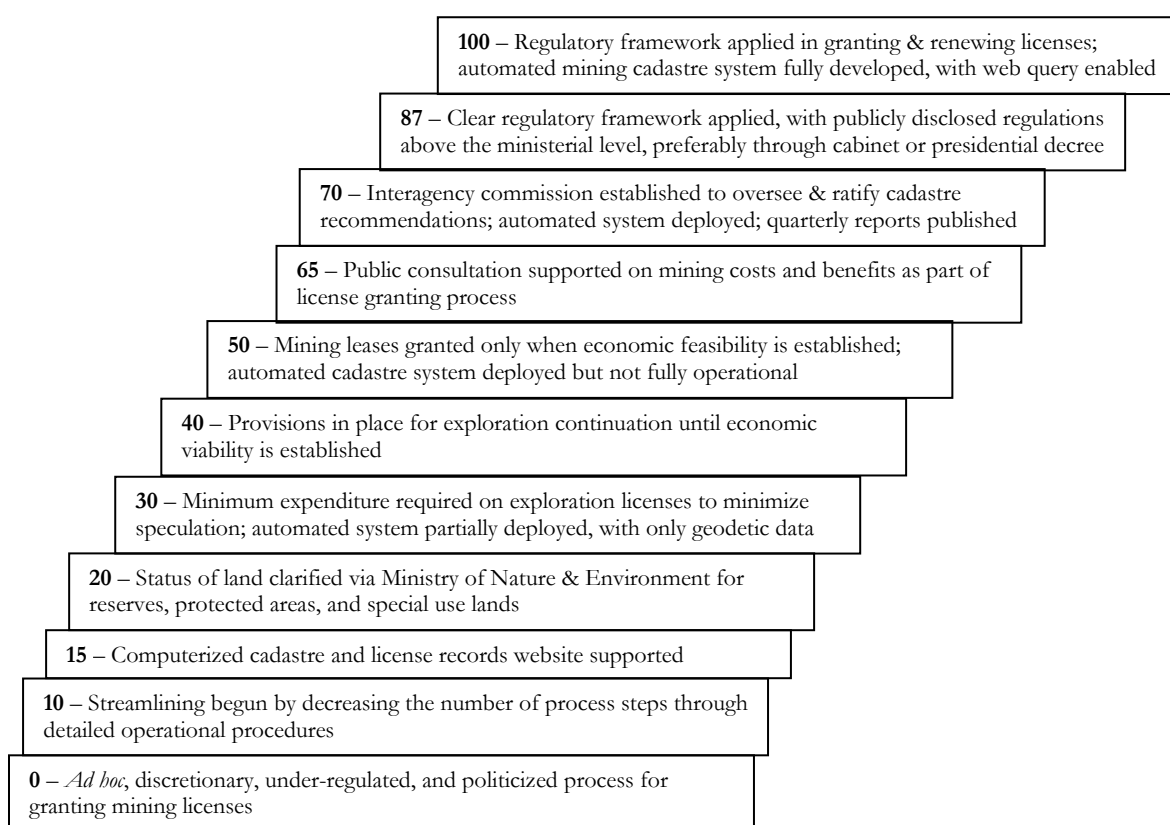 100 – Regulatory framework applied in granting & renewing licenses;
automated mining cadastre system fully developed, with web query enabled
87 – Clear regulatory framework applied, with publicly disclosed regulations
above the ministerial level, preferably through cabinet or presidential decree
70 – Interagency commission established to oversee & ratify cadastre
recommendations; automated system deployed; quarterly reports published
65 – Public consultation supported on mining costs and benefits as part of
license granting process
50 – Mining leases granted only when economic feasibility is established;
automated cadastre system deployed but not fully operational
40 – Provisions in place for exploration continuation until economic
viability is established
30 – Minimum expenditure required on exploration licenses to minimize
speculation; automated system partially deployed, with only geodetic data
20 – Status of land clarified via Ministry of Nature & Environment for
reserves, protected areas, and special use lands
15 – Computerized cadastre and license records website supported
10 – Streamlining begun by decreasing the number of process steps through
detailed operational procedures
0 – Ad hoc, discretionary, under-regulated, and politicized process for
granting mining licenses